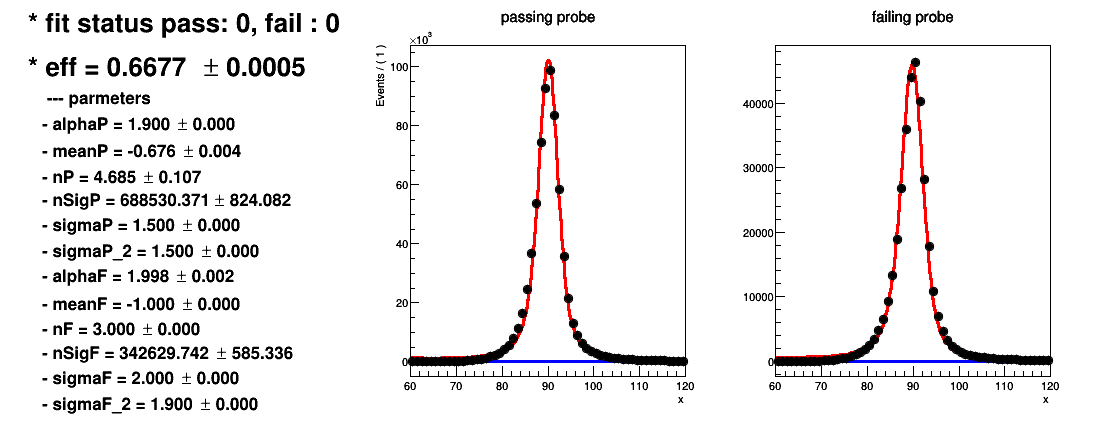 * fit status pass: 0, fail : 0
* eff = 0.6677 ± 0.0005
--- parmeters
- alphaP = 1.900 ± 0.000
- meanP = -0.676 ± 0.004
- nP = 4.685 ± 0.107
- nSigP = 688530.371 ± 824.082
- sigmaP = 1.500 ± 0.000
- sigmaP_2 = 1.500 ± 0.000
- alphaF = 1.998 ± 0.002
- meanF = -1.000 ± 0.000
- nF = 3.000 ± 0.000
- nSigF = 342629.742 ± 585.336
- sigmaF = 2.000 ± 0.000
- sigmaF_2 = 1.900 ± 0.000
passing probe
×10³
Events / ( 1 )
100
80
60
40
20
0
60 70 80 90 100 110 120
x
failing probe
40000
30000
20000
10000
0
60 70 80 90 100 110 120
x